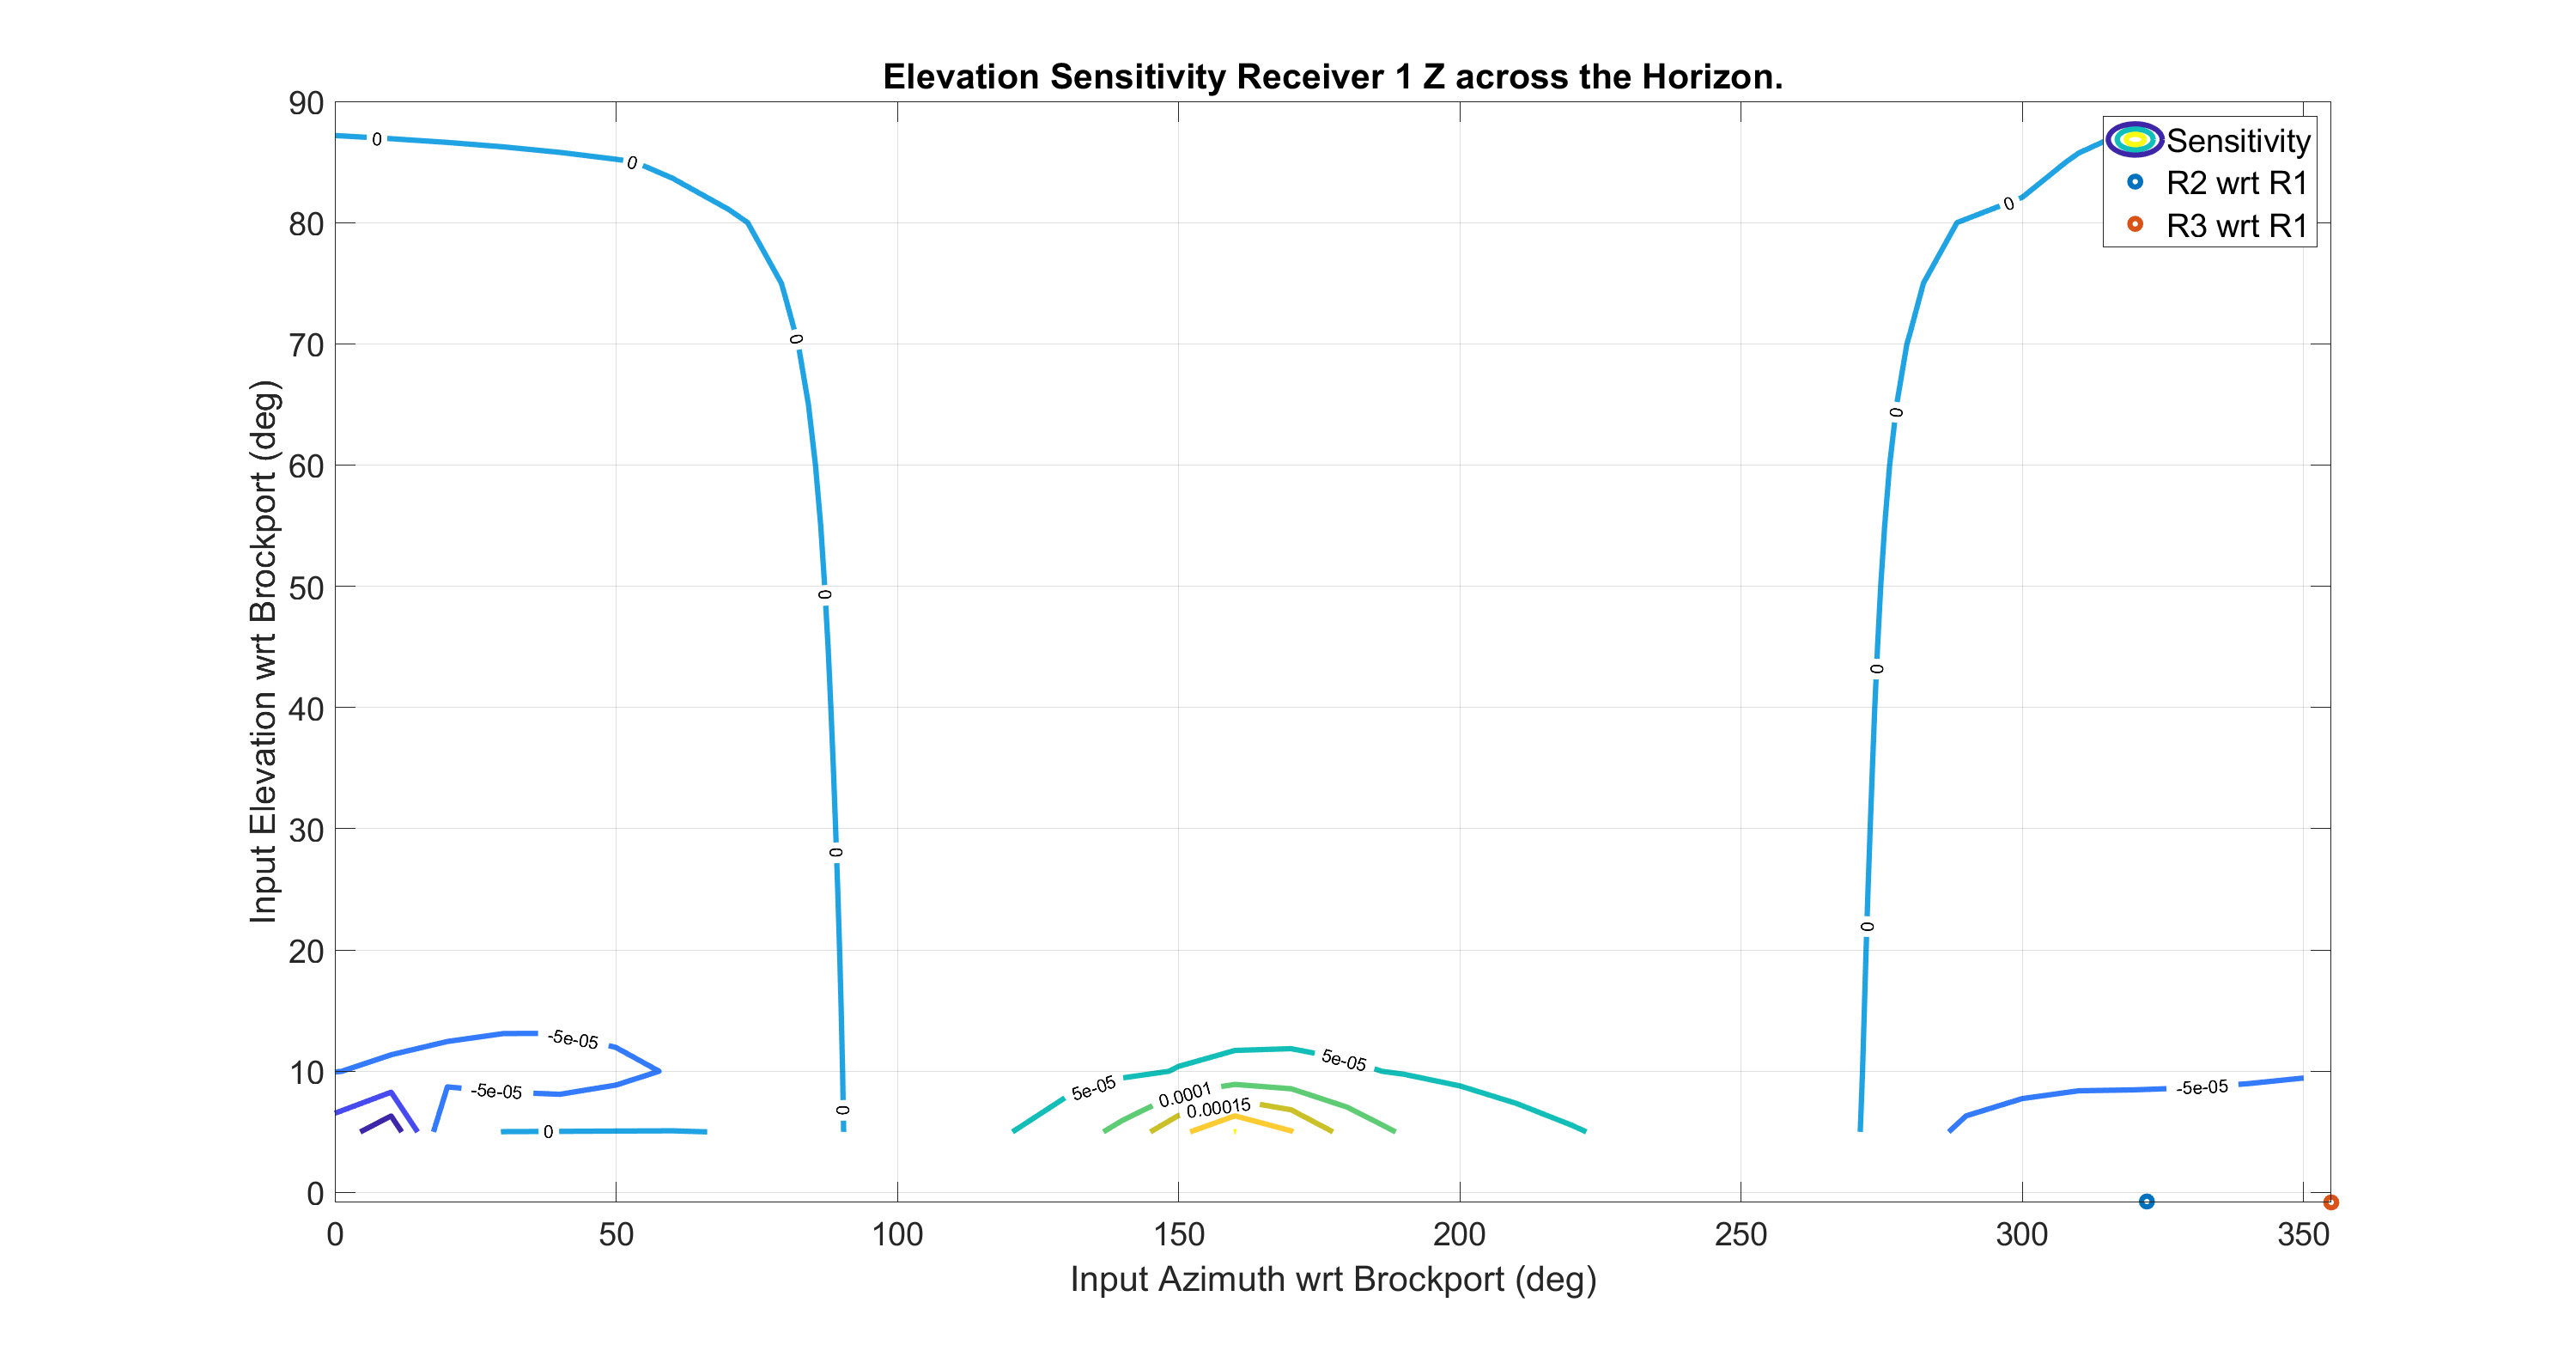 Elevation Sensitivity Receiver 1 Z across the Horizon.
Sensitivity
R2 wrt R1
R3 wrt R1
Input Elevation wrt Brockport (deg)
90
80
70
60
50
40
30
20
10
0
0
0
0
0
0
0
0
0
0
0
0
0
-5e-05
-5e-05
5e-05
0.0001
0.00015
5e-05
-5e-05
0
50
100
150
200
250
300
350
Input Azimuth wrt Brockport (deg)